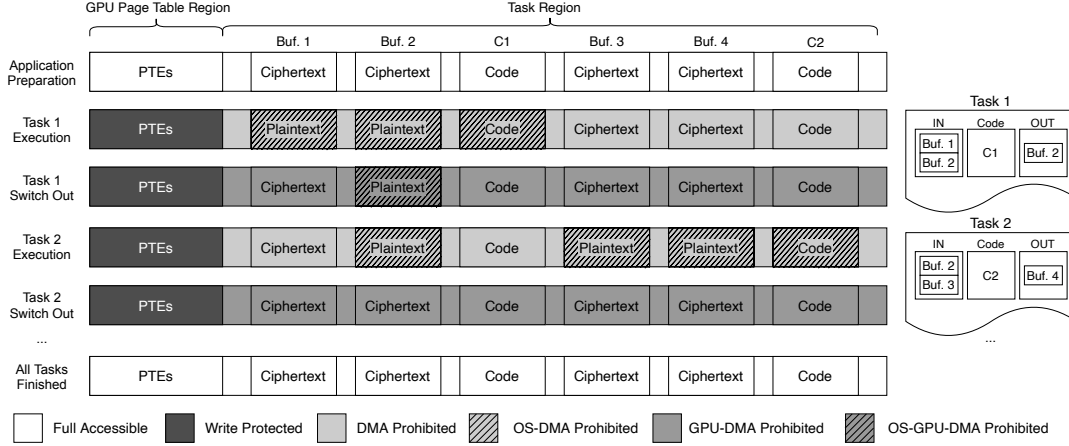 GPU Page Table Region Task Region
Buf. 1 Buf. 2 C1 Buf. 3 Buf. 4 C2
Application
Preparation
PTEs Ciphertext Ciphertext Code Ciphertext Ciphertext Code
Task 1
Execution
PTEs Plaintext Plaintext Code Ciphertext Ciphertext Code
Task 1
Switch Out
PTEs Ciphertext Plaintext Code Ciphertext Ciphertext Code
Task 2
Execution
PTEs Ciphertext Plaintext Code Plaintext Plaintext Code
Task 2
Switch Out
PTEs Ciphertext Ciphertext Code Ciphertext Ciphertext Code
...
All Tasks
Finished
PTEs Ciphertext Ciphertext Code Ciphertext Ciphertext Code
Task 1
IN Code OUT
Buf. 1
Buf. 2
C1
Buf. 2
Task 2
IN Code OUT
Buf. 2
Buf. 3
C2
Buf. 4
...
Full Accessible Write Protected DMA Prohibited OS-DMA Prohibited GPU-DMA Prohibited OS-GPU-DMA Prohibited